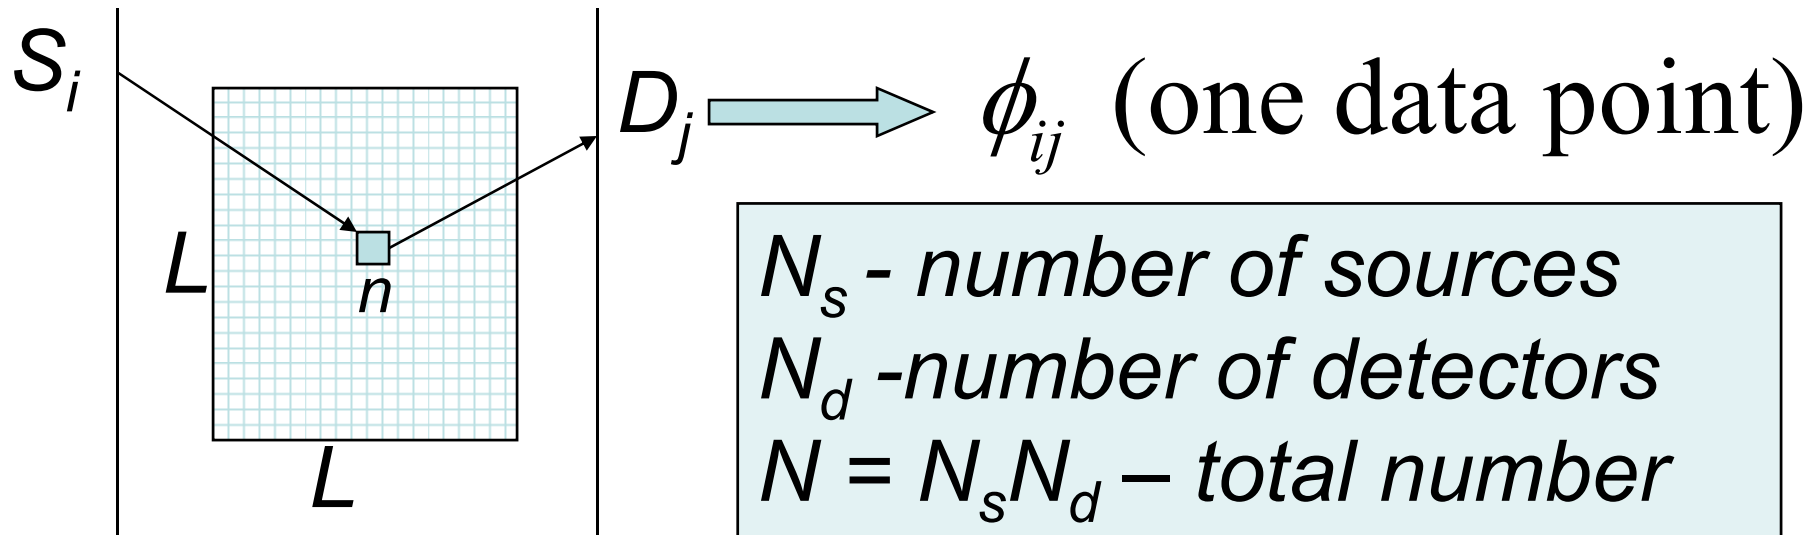 S_i
D_j
ϕ_ij (one data point)
L
n
L
N_s - number of sources
N_d -number of detectors
N = N_sN_d – total number